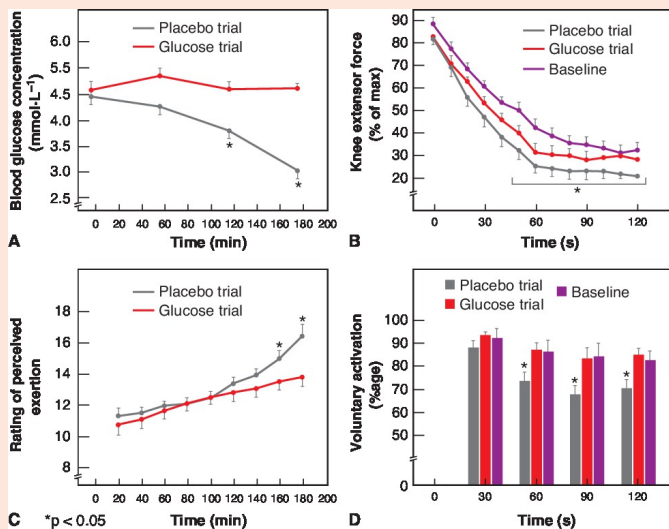 Placebo trial
Glucose trial
Blood glucose concentration
(mmol·L⁻¹)
6.0
5.5
5.0
4.5
4.0
3.5
3.0
2.5
*
*
0 20 40 60 80 100 120 140 160 180 200
A
Time (min)
Placebo trial
Glucose trial
Baseline
Knee extensor force
(% of max)
90
80
70
60
50
40
30
20
*
0 30 60 90 120
B
Time (s)
Placebo trial
Glucose trial
Rating of perceived
exertion
18
16
14
12
10
8
*
*
0 20 40 60 80 100 120 140 160 180 200
C
*p < 0.05
Time (min)
Placebo trial
Glucose trial
Baseline
Voluntary activation
(%age)
100
90
80
70
60
50
0
*
*
*
0 30 60 90 120
D
Time (s)